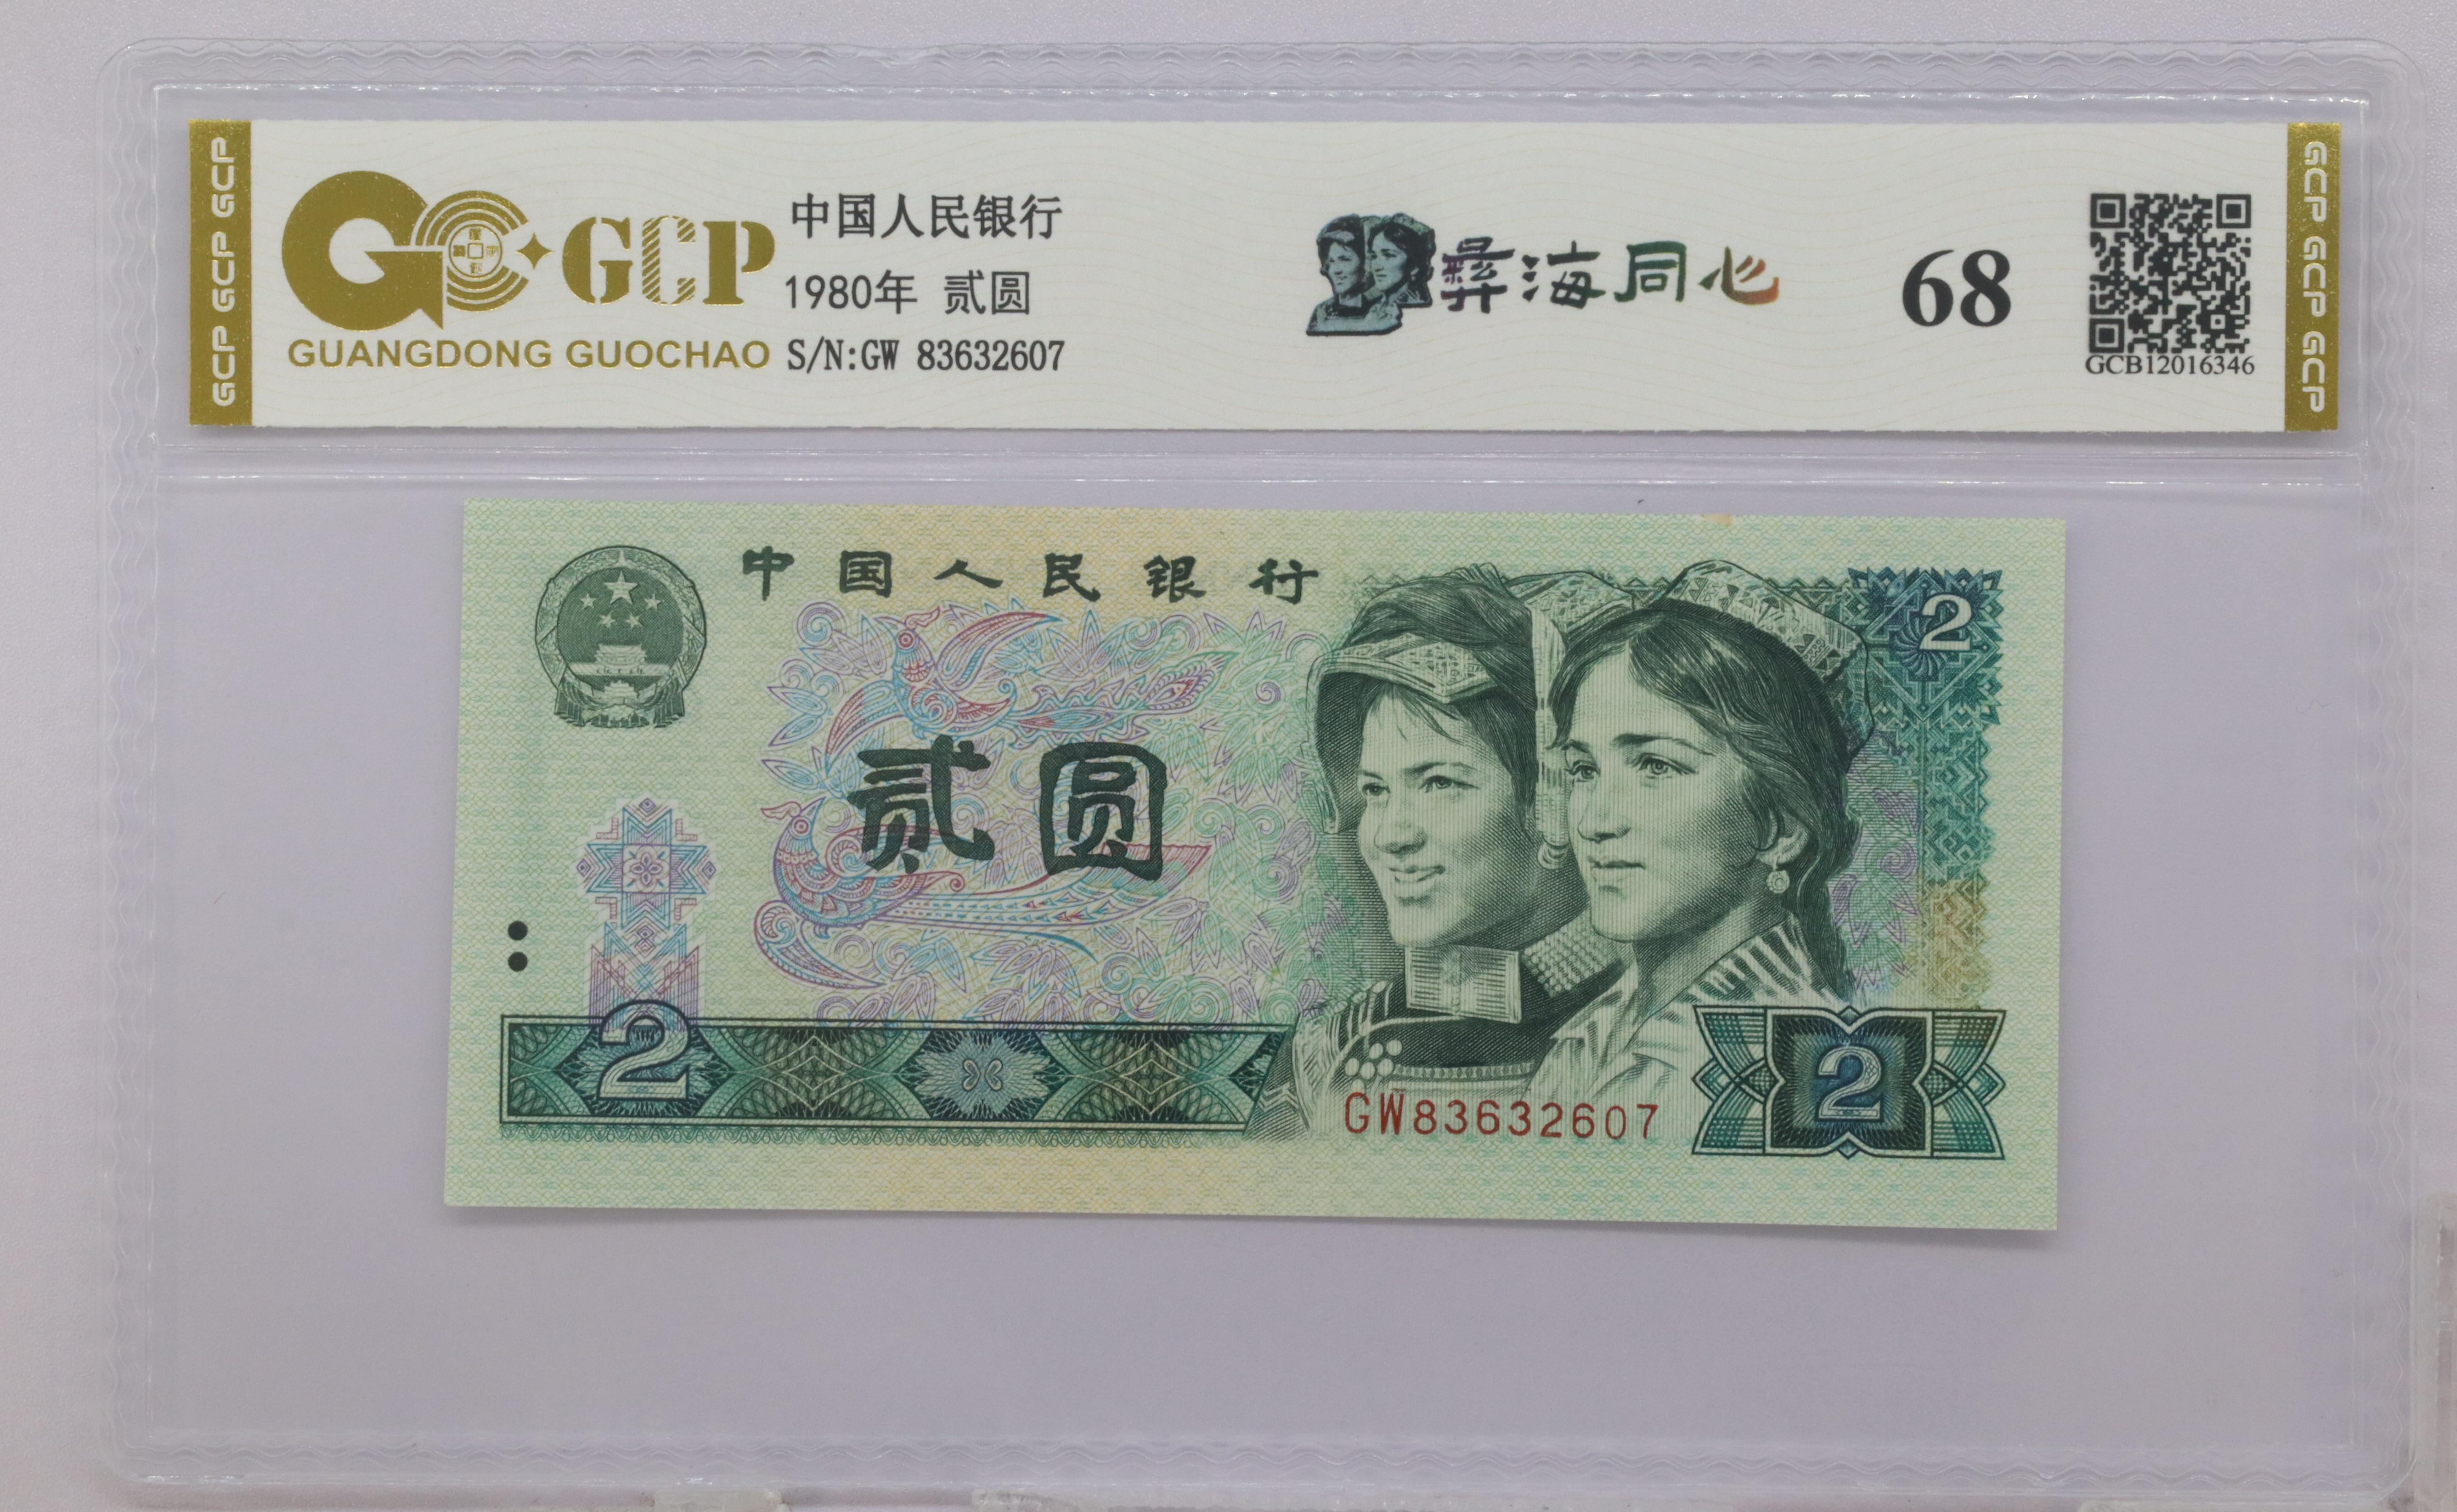 GCP GCP GCP
GCP
GUANGDONG GUOCHAO
中国人民银行
1980年 贰圆
S/N:GW 83632607
彝海同心
68
GCB12016346
GCP GCP GCP
中国人民银行
2
贰圆
2
GW83632607
2